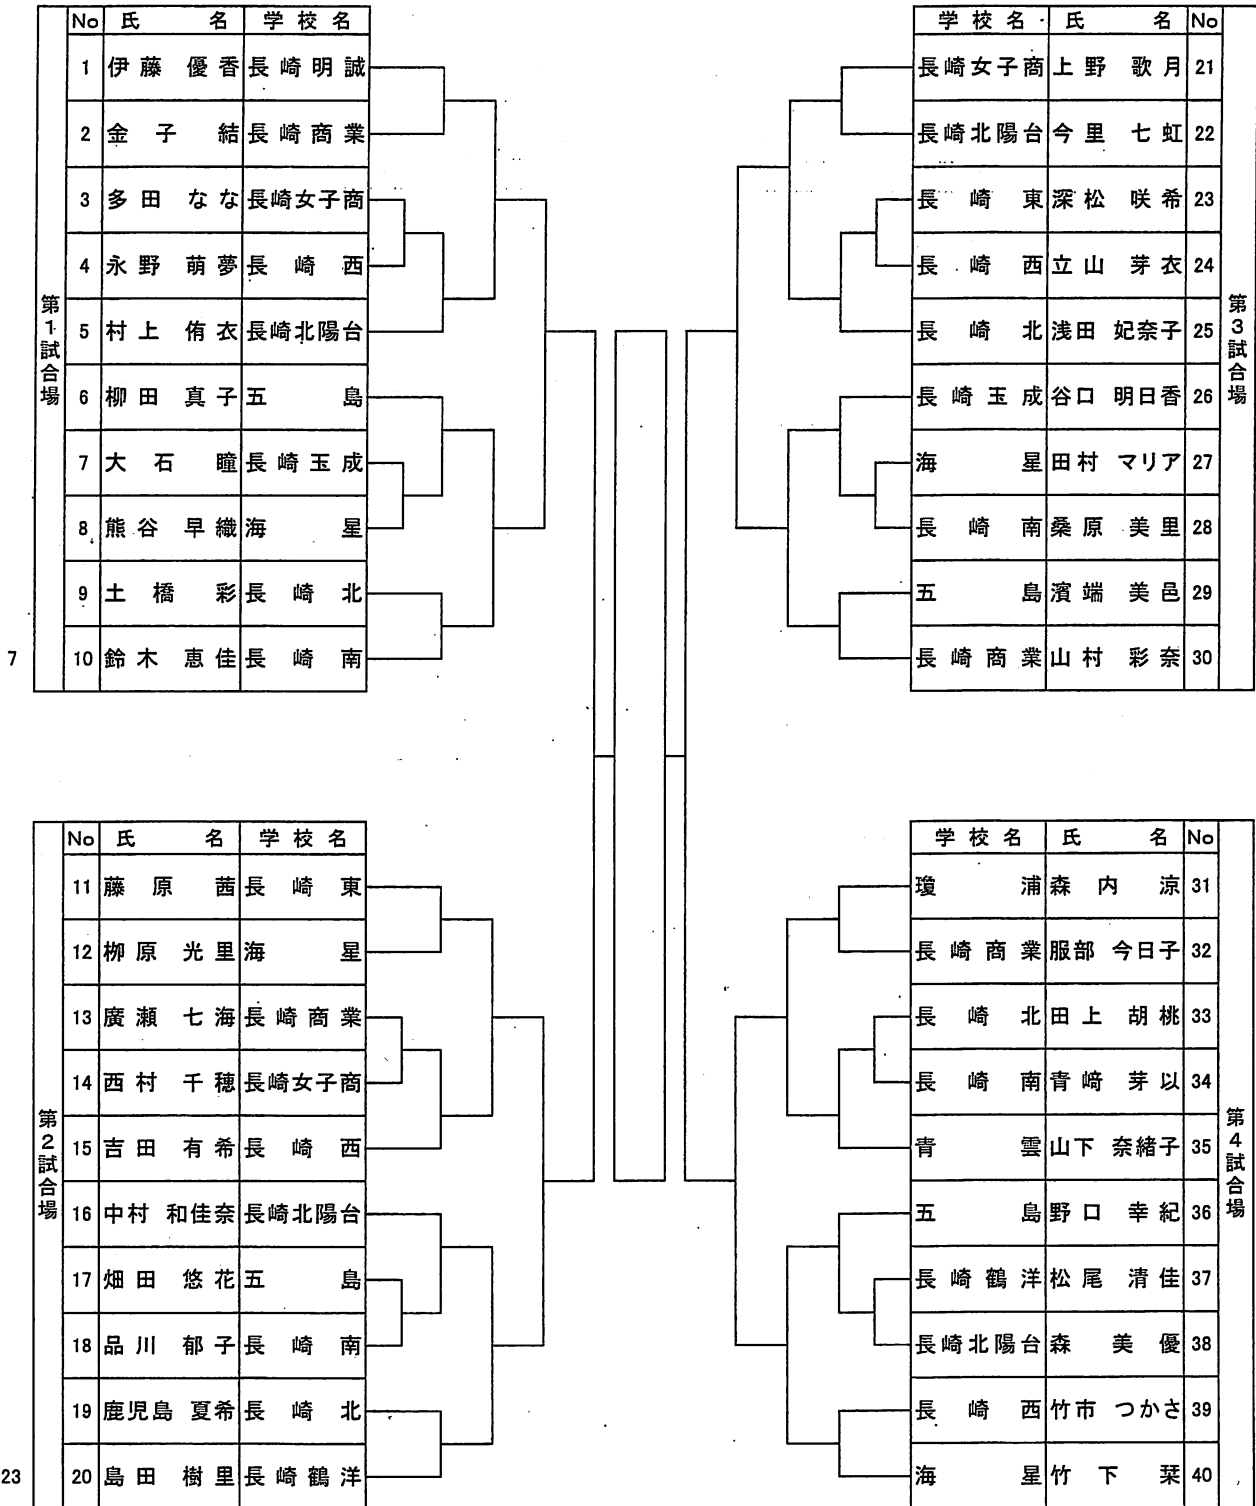 No 氏 名 学校名
1 伊藤 優香 長崎明誠
2 金子 結 長崎商業
3 多田 なな 長崎女子商
4 永野 萌夢 長崎西
5 村上 侑衣 長崎北陽台
6 柳田 真子 五島
7 大石 瞳 長崎玉成
8 熊谷 早織 海星
9 土橋 彩 長崎北
10 鈴木 恵佳 長崎南
第1試合場
7
学校名 氏 名 No
長崎女子商 上野 歌月 21
長崎北陽台 今里 七虹 22
長崎東 深松 咲希 23
長崎西 立山 芽衣 24
長崎北 浅田 妃奈子 25
長崎玉成 谷口 明日香 26
海星 田村 マリア 27
長崎南 桑原 美里 28
五島 濱端 美邑 29
長崎商業 山村 彩奈 30
第3試合場
No 氏 名 学校名
11 藤原 茜 長崎東
12 栁原 光里 海星
13 廣瀬 七海 長崎商業
14 西村 千穂 長崎女子商
15 吉田 有希 長崎西
16 中村 和佳奈 長崎北陽台
17 畑田 悠花 五島
18 品川 郁子 長崎南
19 鹿児島 夏希 長崎北
20 島田 樹里 長崎鶴洋
第2試合場
23
学校名 氏 名 No
瓊浦 森内 涼 31
長崎商業 服部 今日子 32
長崎北 田上 胡桃 33
長崎南 青﨑 芽以 34
青雲 山下 奈緒子 35
五島 野口 幸紀 36
長崎鶴洋 松尾 清佳 37
長崎北陽台 森 美優 38
長崎西 竹市 つかさ 39
海星 竹下 栞 40
第4試合場